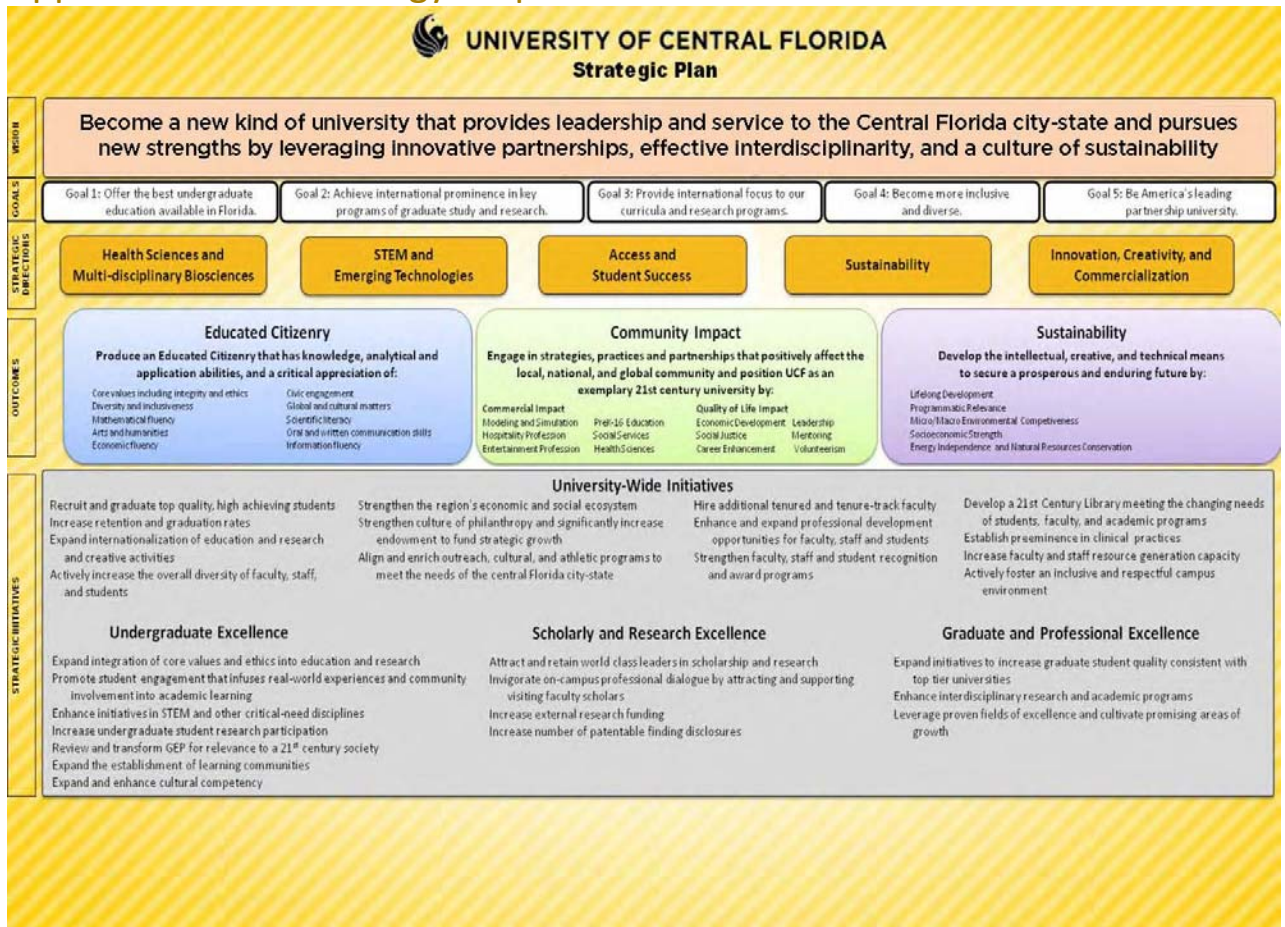 UNIVERSITY OF CENTRAL FLORIDA
Strategic Plan
VISION
Become a new kind of university that provides leadership and service to the Central Florida city-state and pursues
new strengths by leveraging innovative partnerships, effective interdisciplinarity, and a culture of sustainability
GOALS
Goal 1: Offer the best undergraduate
education available in Florida.
Goal 2: Achieve international prominence in key
programs of graduate study and research.
Goal 3: Provide international focus to our
curricula and research programs.
Goal 4: Become more inclusive
and diverse.
Goal 5: Be America's leading
partnership university.
STRATEGIC
DIRECTIONS
Health Sciences and
Multi-disciplinary Biosciences
STEM and
Emerging Technologies
Access and
Student Success
Sustainability
Innovation, Creativity, and
Commercialization
OUTCOMES
Educated Citizenry
Produce an Educated Citizenry that has knowledge, analytical and
application abilities, and a critical appreciation of:
Core values including integrity and ethics
Diversity and inclusiveness
Mathematical fluency
Arts and humanities
Economic fluency
Civic engagement
Global and cultural matters
Scientific literacy
Oral and written communication skills
Information fluency
Community Impact
Engage in strategies, practices and partnerships that positively affect the
local, national, and global community and position UCF as an
exemplary 21st century university by:
Commercial Impact
Modeling and Simulation
Hospitality Profession
Entertainment Profession
PreK-16 Education
Social Services
Health Sciences
Quality of Life Impact
Economic Development
Social Justice
Career Enhancement
Leadership
Mentoring
Volunteerism
Sustainability
Develop the intellectual, creative, and technical means
to secure a prosperous and enduring future by:
Lifelong Development
Programmatic Relevance
Micro/Macro Environmental Competiveness
Socioeconomic Strength
Energy Independence and Natural Resources Conservation
STRATEGIC INITIATIVES
University-Wide Initiatives
Recruit and graduate top quality, high achieving students
Increase retention and graduation rates
Expand internationalization of education and research
and creative activities
Actively increase the overall diversity of faculty, staff,
and students
Strengthen the region's economic and social ecosystem
Strengthen culture of philanthropy and significantly increase
endowment to fund strategic growth
Align and enrich outreach, cultural, and athletic programs to
meet the needs of the central Florida city-state
Hire additional tenured and tenure-track faculty
Enhance and expand professional development
opportunities for faculty, staff and students
Strengthen faculty, staff and student recognition
and award programs
Develop a 21st Century Library meeting the changing needs
of students, faculty, and academic programs
Establish preeminence in clinical practices
Increase faculty and staff resource generation capacity
Actively foster an inclusive and respectful campus
environment
Undergraduate Excellence
Expand integration of core values and ethics into education and research
Promote student engagement that infuses real-world experiences and community
involvement into academic learning
Enhance initiatives in STEM and other critical-need disciplines
Increase undergraduate student research participation
Review and transform GEP for relevance to a 21st century society
Expand the establishment of learning communities
Expand and enhance cultural competency
Scholarly and Research Excellence
Attract and retain world class leaders in scholarship and research
Invigorate on-campus professional dialogue by attracting and supporting
visiting faculty scholars
Increase external research funding
Increase number of patentable finding disclosures
Graduate and Professional Excellence
Expand initiatives to increase graduate student quality consistent with
top tier universities
Enhance interdisciplinary research and academic programs
Leverage proven fields of excellence and cultivate promising areas of
growth